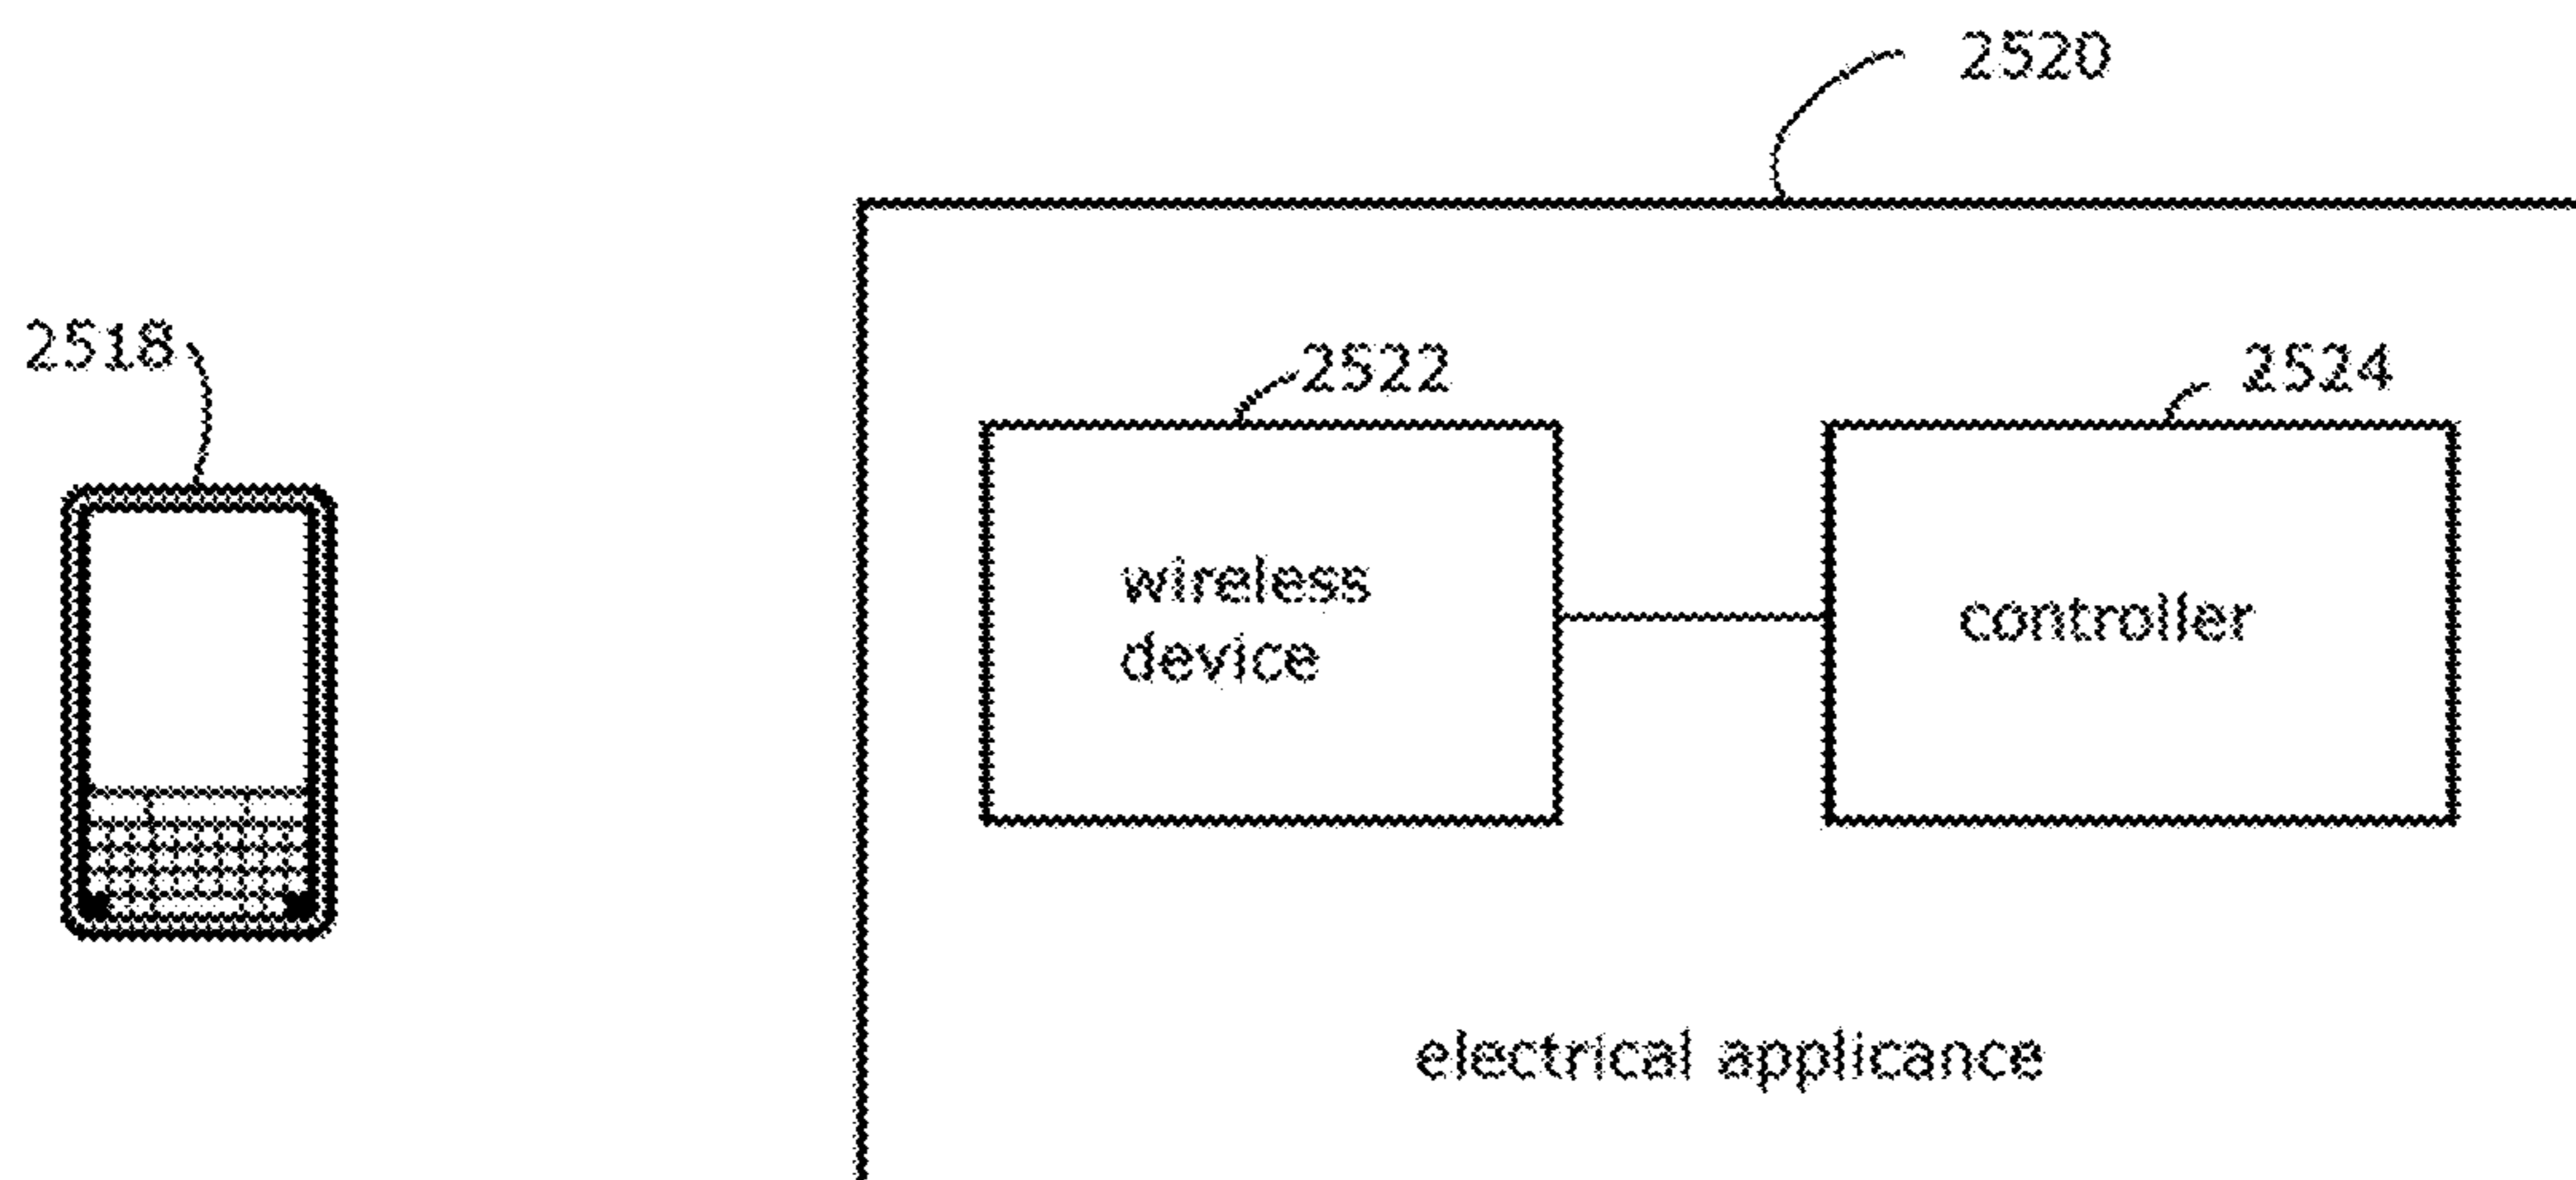 2520
2518
2522
2524
wireless
device
controller
electrical applicance